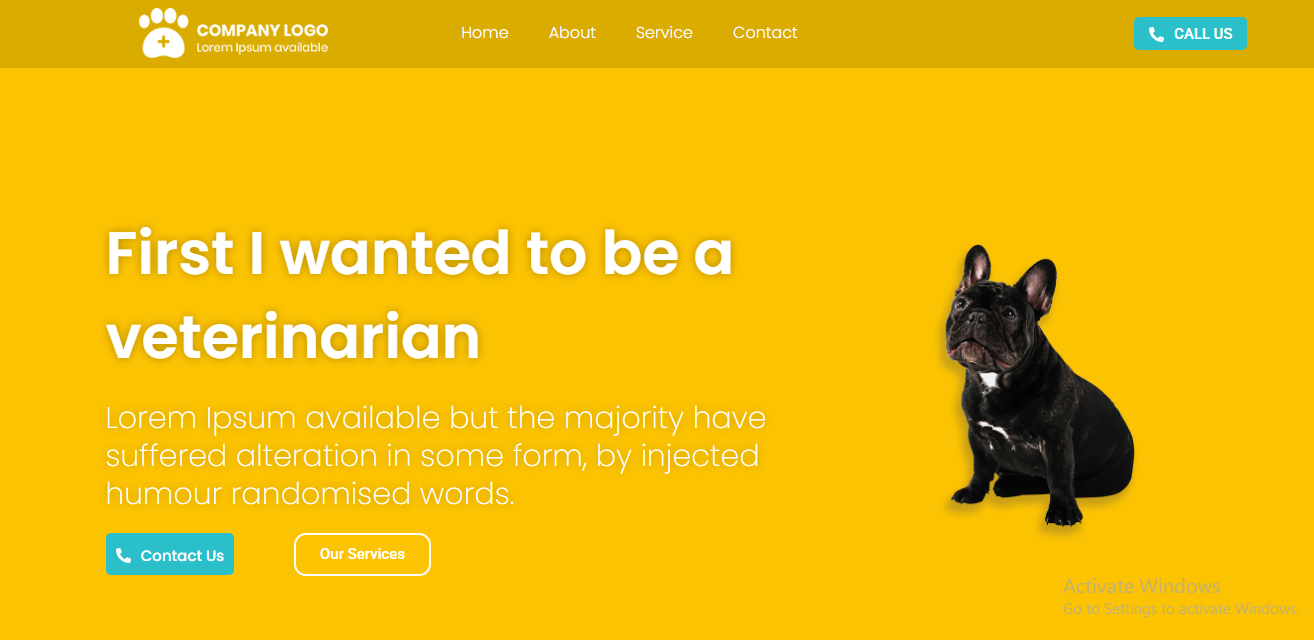 COMPANY LOGO
Lorem Ipsum available
Home
About
Service
Contact
CALL US
First I wanted to be a
veterinarian
Lorem Ipsum available but the majority have
suffered alteration in some form, by injected
humour randomised words.
Contact Us
Our Services
Activate Windows
Go to Settings to activate Windows.